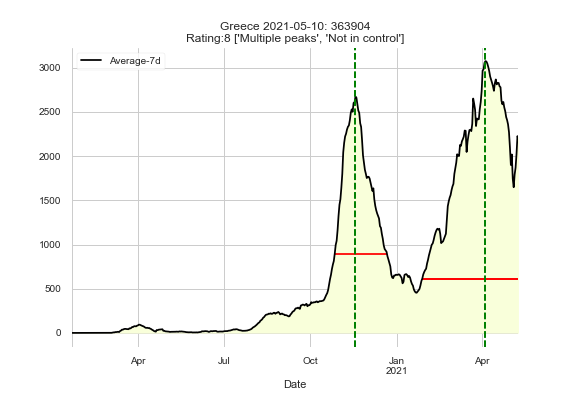 Greece 2021-05-10: 363904
Rating:8 ['Multiple peaks', 'Not in control']
Average-7d
3000
2500
2000
1500
1000
500
0
Apr
Jul
Oct
Jan
2021
Apr
Date